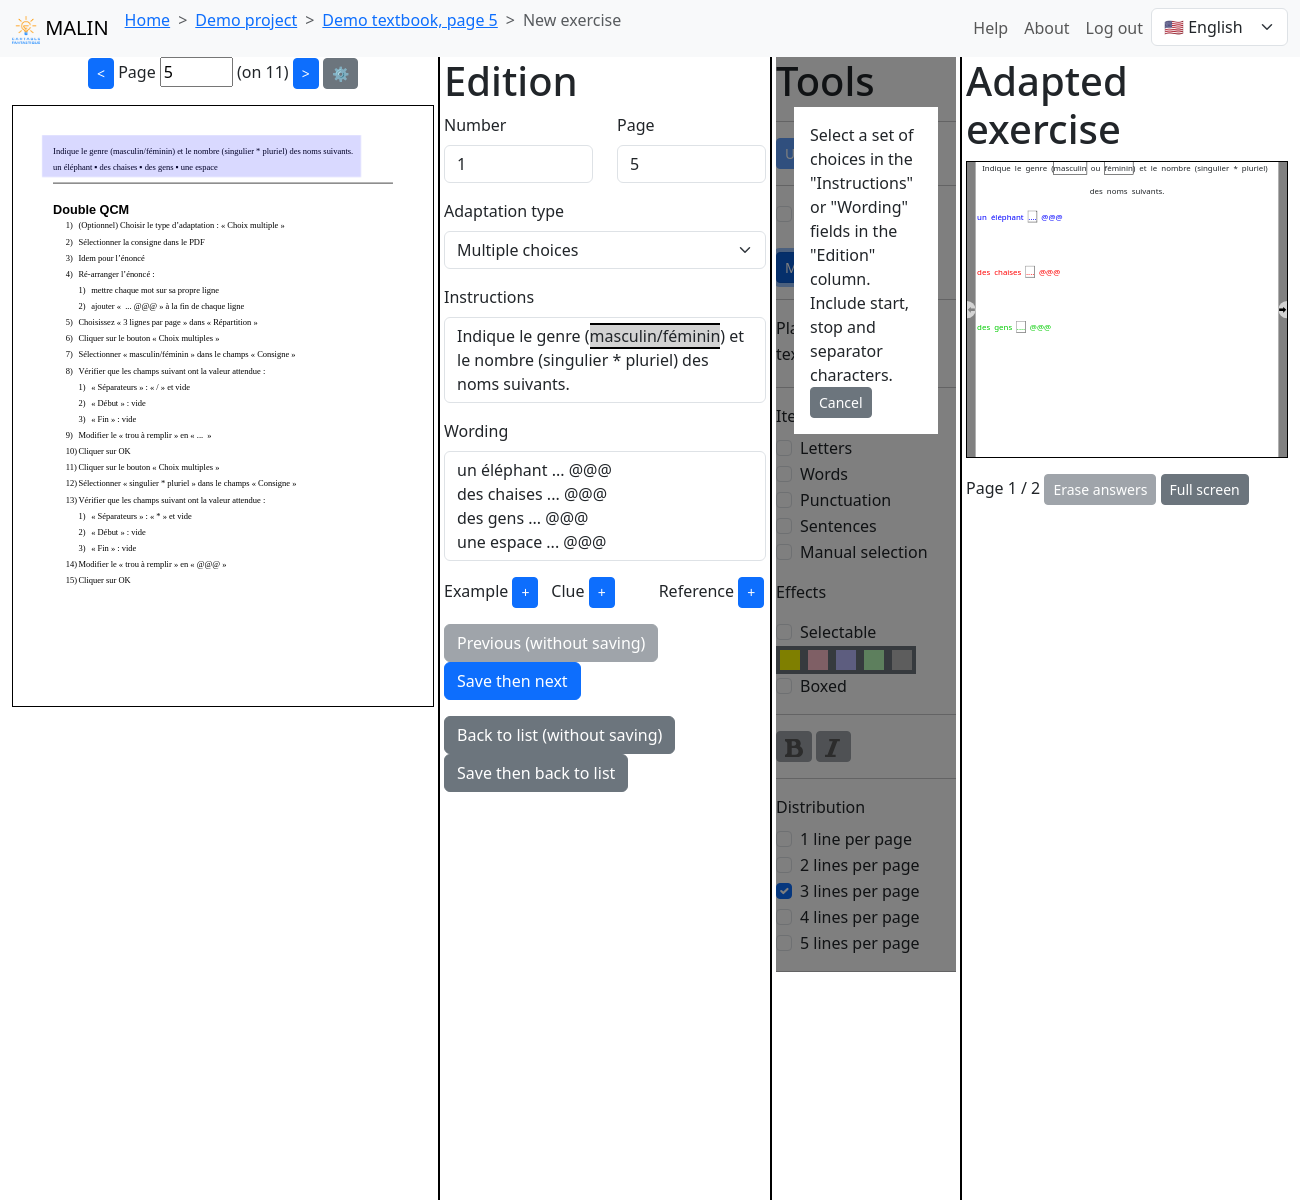 MALIN
Home > Demo project > Demo textbook, page 5 > New exercise
Help About Log out 🇺🇸 English
< Page 5 (on 11) > ⚙️
Indique le genre (masculin/féminin) et le nombre (singulier * pluriel) des noms suivants.
un éléphant • des chaises • des gens • une espace
Double QCM
1) (Optionnel) Choisir le type d’adaptation : « Choix multiple »
2) Sélectionner la consigne dans le PDF
3) Idem pour l’énoncé
4) Ré-arranger l’énoncé :
1) mettre chaque mot sur sa propre ligne
2) ajouter « ... @@@ » à la fin de chaque ligne
5) Choisissez « 3 lignes par page » dans « Répartition »
6) Cliquer sur le bouton « Choix multiples »
7) Sélectionner « masculin/féminin » dans le champs « Consigne »
8) Vérifier que les champs suivant ont la valeur attendue :
1) « Séparateurs » : « / » et vide
2) « Début » : vide
3) « Fin » : vide
9) Modifier le « trou à remplir » en « ... »
10) Cliquer sur OK
11) Cliquer sur le bouton « Choix multiples »
12) Sélectionner « singulier * pluriel » dans le champs « Consigne »
13) Vérifier que les champs suivant ont la valeur attendue :
1) « Séparateurs » : « * » et vide
2) « Début » : vide
3) « Fin » : vide
14) Modifier le « trou à remplir » en « @@@ »
15) Cliquer sur OK
Edition
Number Page
1 5
Adaptation type
Multiple choices
Instructions
Indique le genre (masculin/féminin) et
le nombre (singulier * pluriel) des
noms suivants.
Wording
un éléphant ... @@@
des chaises ... @@@
des gens ... @@@
une espace ... @@@
Example + Clue + Reference +
Previous (without saving)
Save then next
Back to list (without saving)
Save then back to list
Tools
Select a set of
choices in the
"Instructions"
or "Wording"
fields in the
"Edition"
column.
Include start,
stop and
separator
characters.
Cancel
Letters
Words
Punctuation
Sentences
Manual selection
Effects
Selectable
Boxed
B I
Distribution
1 line per page
2 lines per page
3 lines per page
4 lines per page
5 lines per page
Adapted
exercise
Indique le genre (masculin ou féminin) et le nombre (singulier * pluriel)
des noms suivants.
un éléphant .... @@@
des chaises .... @@@
des gens .... @@@
Page 1 / 2 Erase answers Full screen